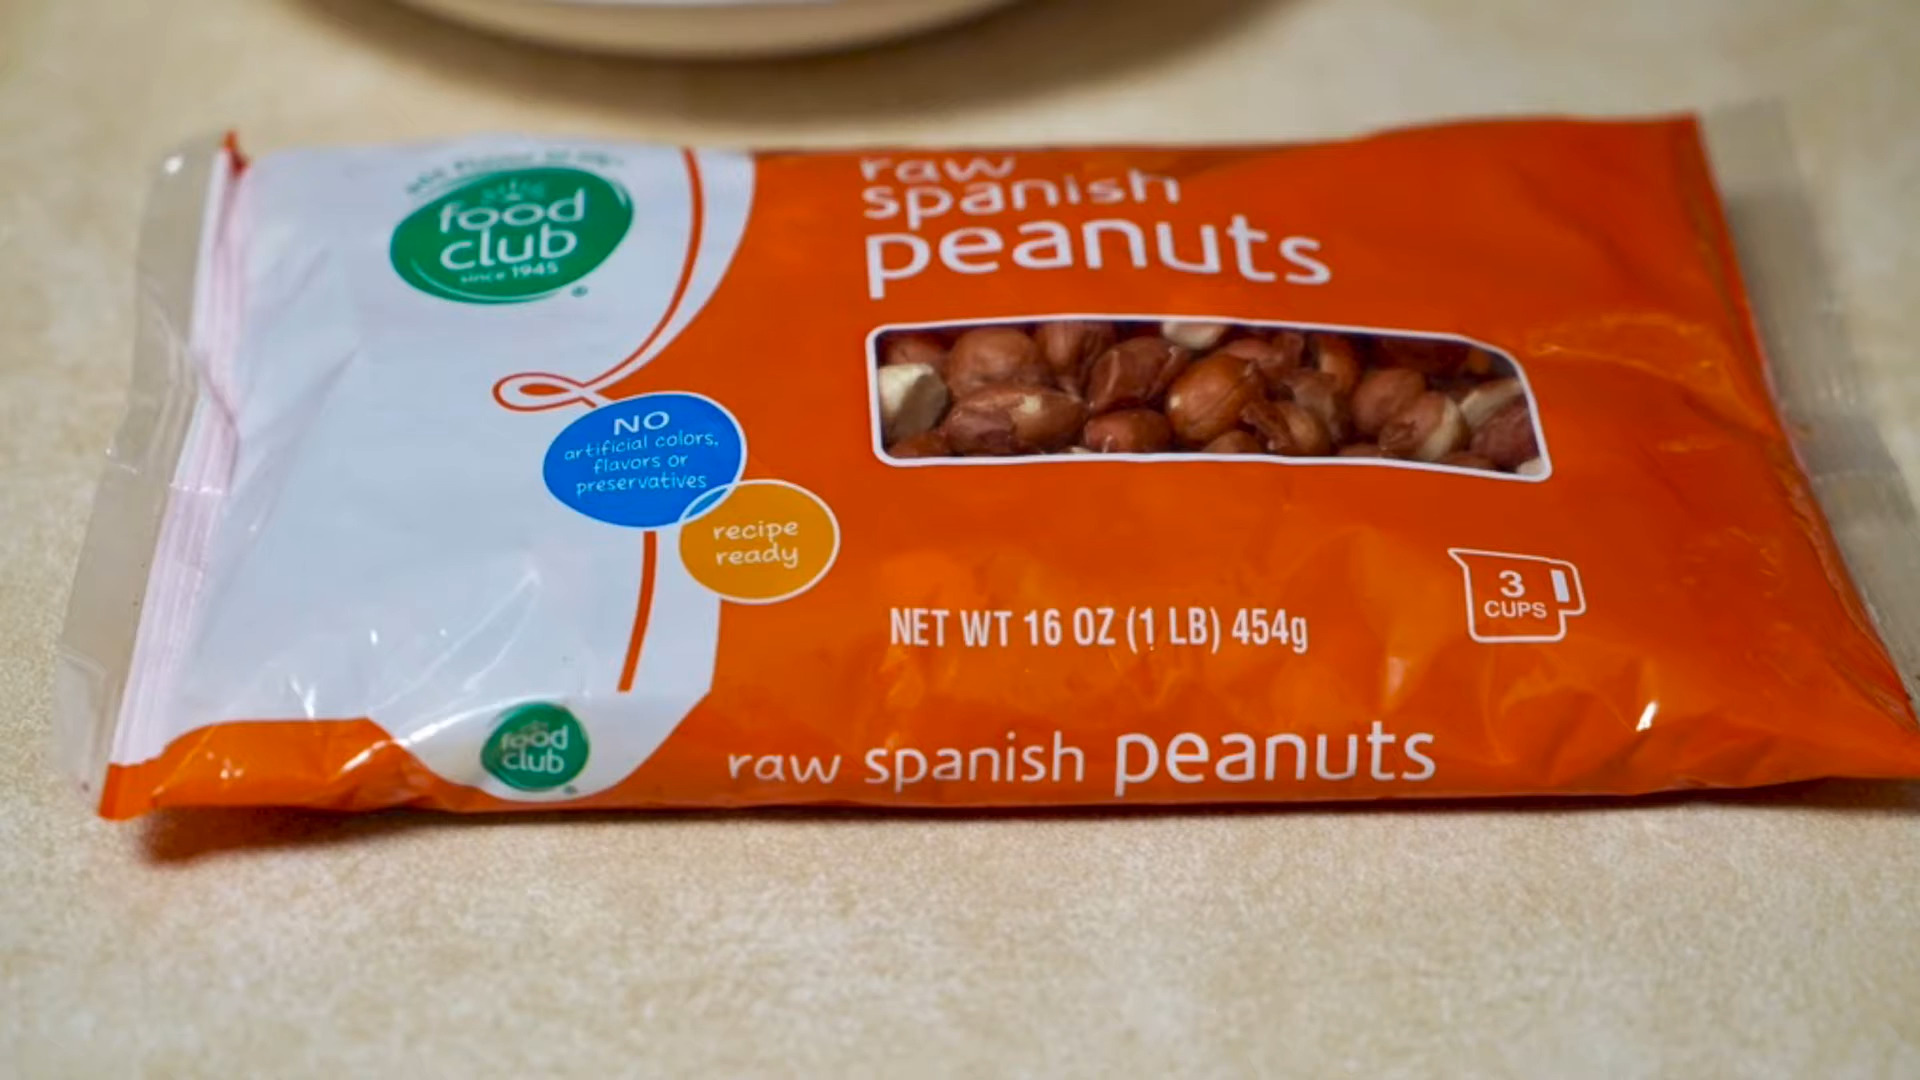 food
club
since 1945
®
raw
spanish
peanuts
NO
artificial colors,
flavors or
preservatives
recipe
ready
NET WT 16 OZ (1 LB) 454g
3
CUPS
food
club
®
raw spanish peanuts